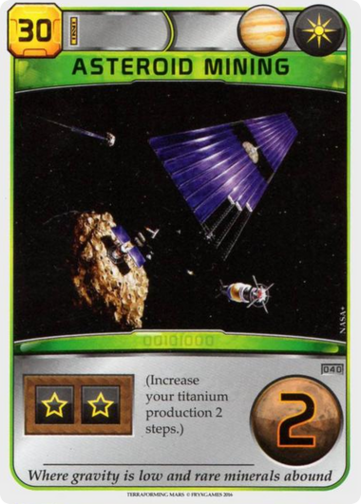 30
ASTEROID MINING
NASA+
040
(Increase
your titanium
production 2
steps.)
2
Where gravity is low and rare minerals abound
TERRAFORMING MARS © FRYXGAMES 2016